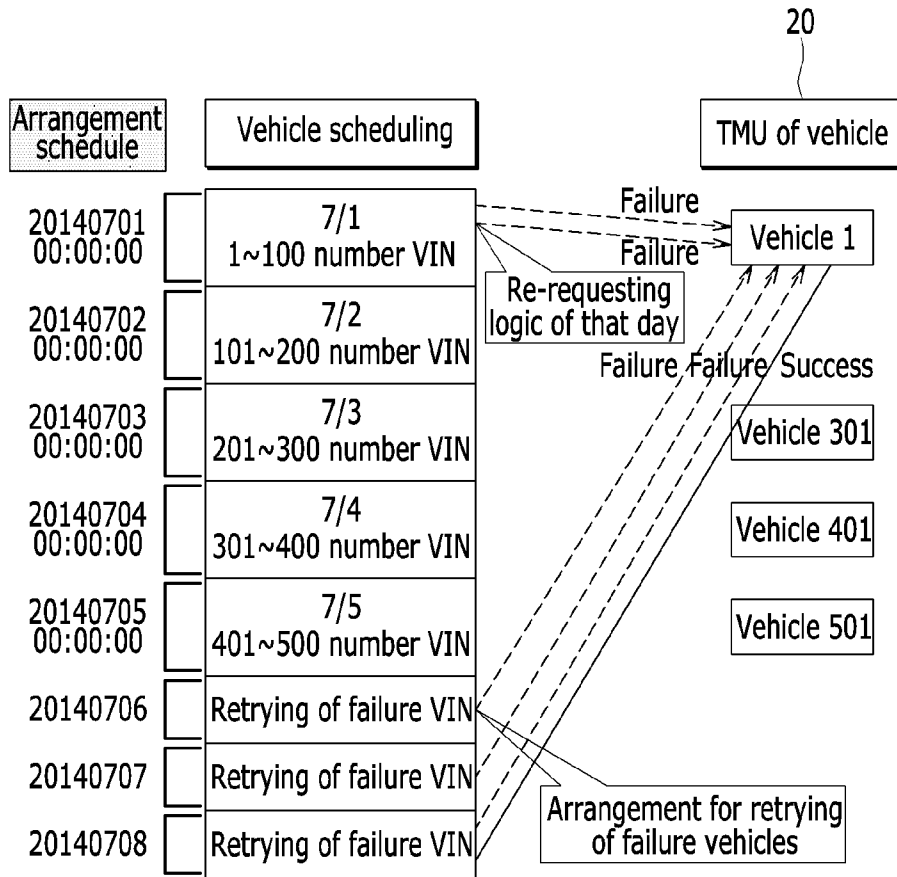 20
Arrangement
schedule
Vehicle scheduling
TMU of vehicle
20140701
00:00:00
7/1
1~100 number VIN
Failure
Failure
Vehicle 1
Re-requesting
logic of that day
20140702
00:00:00
7/2
101~200 number VIN
Failure Failure Success
20140703
00:00:00
7/3
201~300 number VIN
Vehicle 301
20140704
00:00:00
7/4
301~400 number VIN
Vehicle 401
20140705
00:00:00
7/5
401~500 number VIN
Vehicle 501
20140706
Retrying of failure VIN
20140707
Retrying of failure VIN
Arrangement for retrying
of failure vehicles
20140708
Retrying of failure VIN